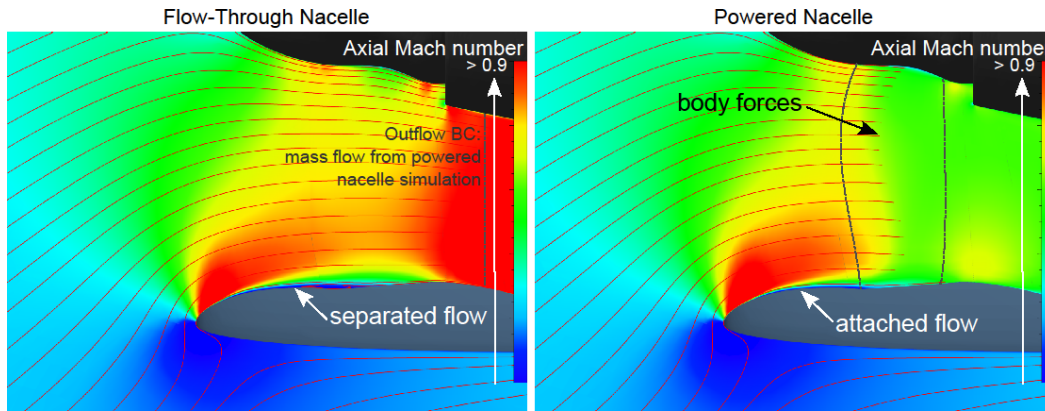 Flow-Through Nacelle
Axial Mach number
> 0.9
Outflow BC:
mass flow from powered
nacelle simulation
separated flow
Powered Nacelle
Axial Mach number
> 0.9
body forces
attached flow